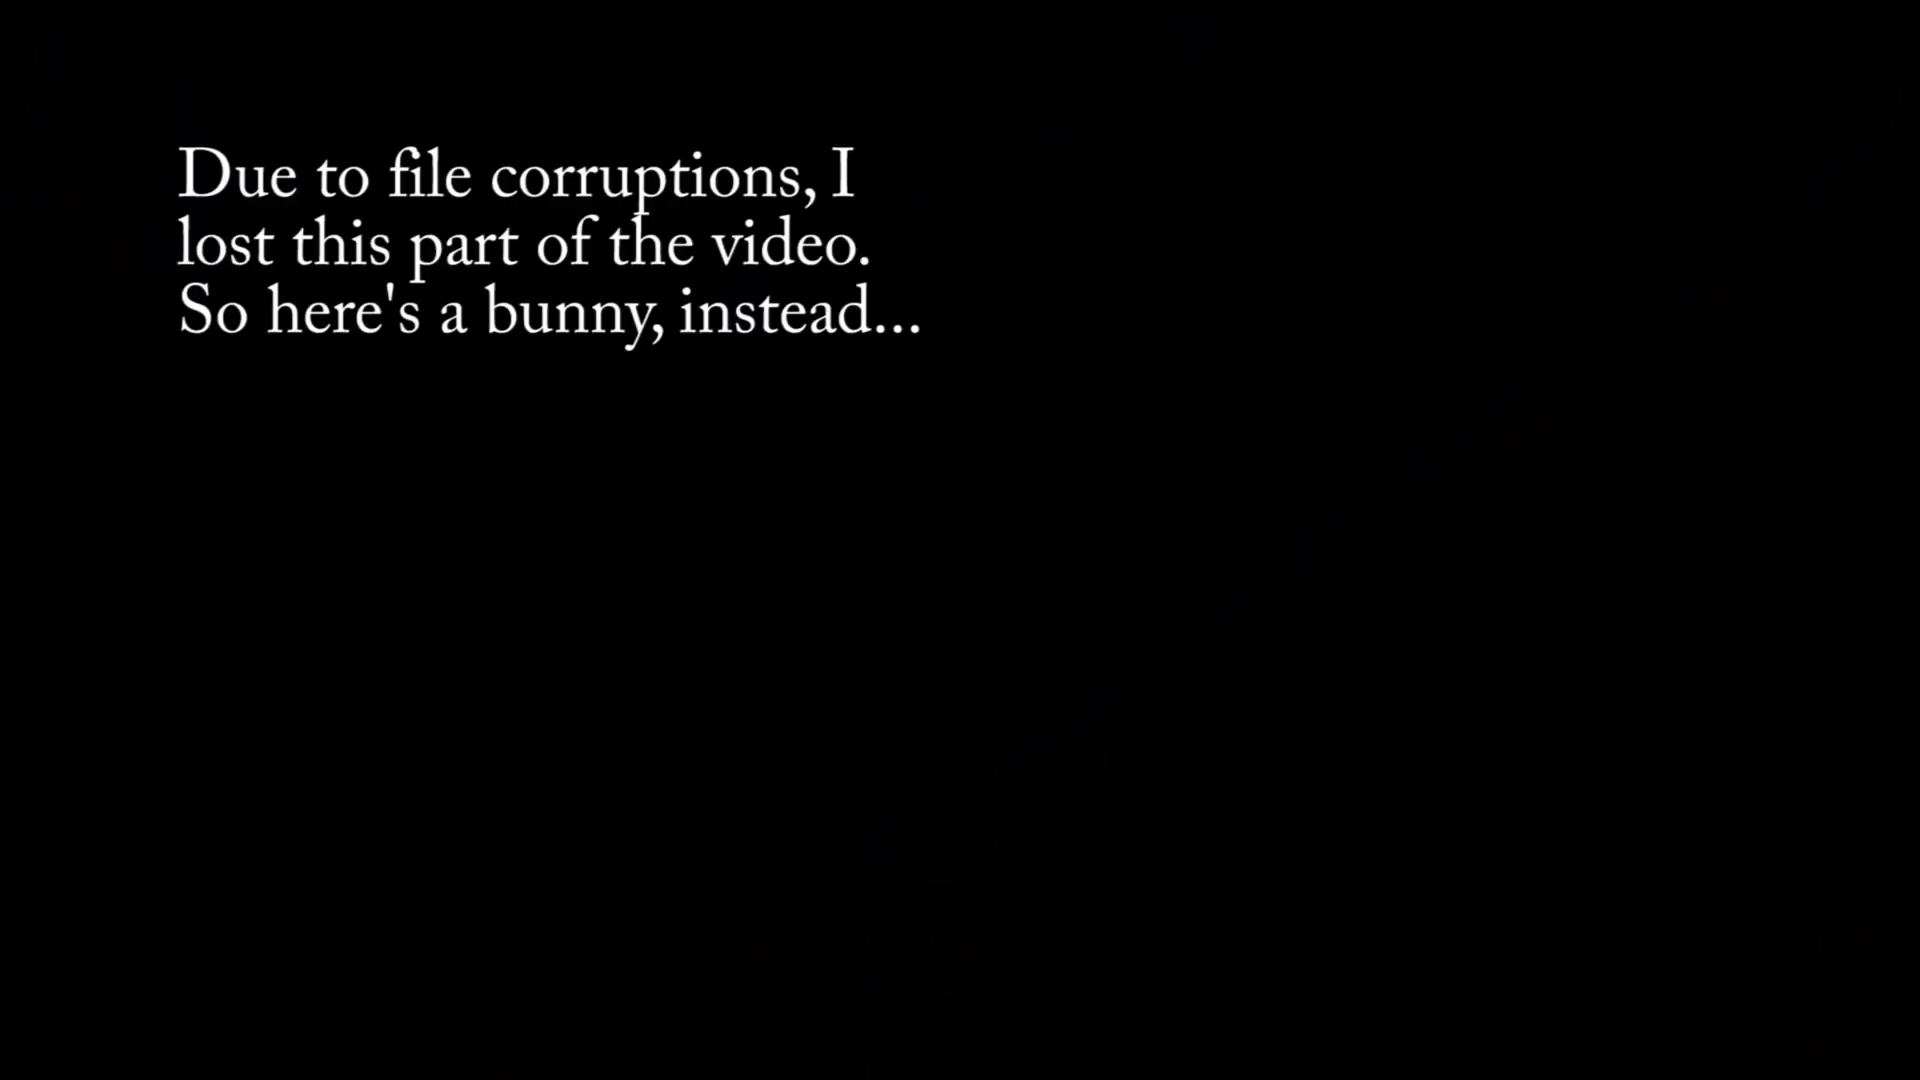 Due to file corruptions, I
lost this part of the video.
So here's a bunny, instead...